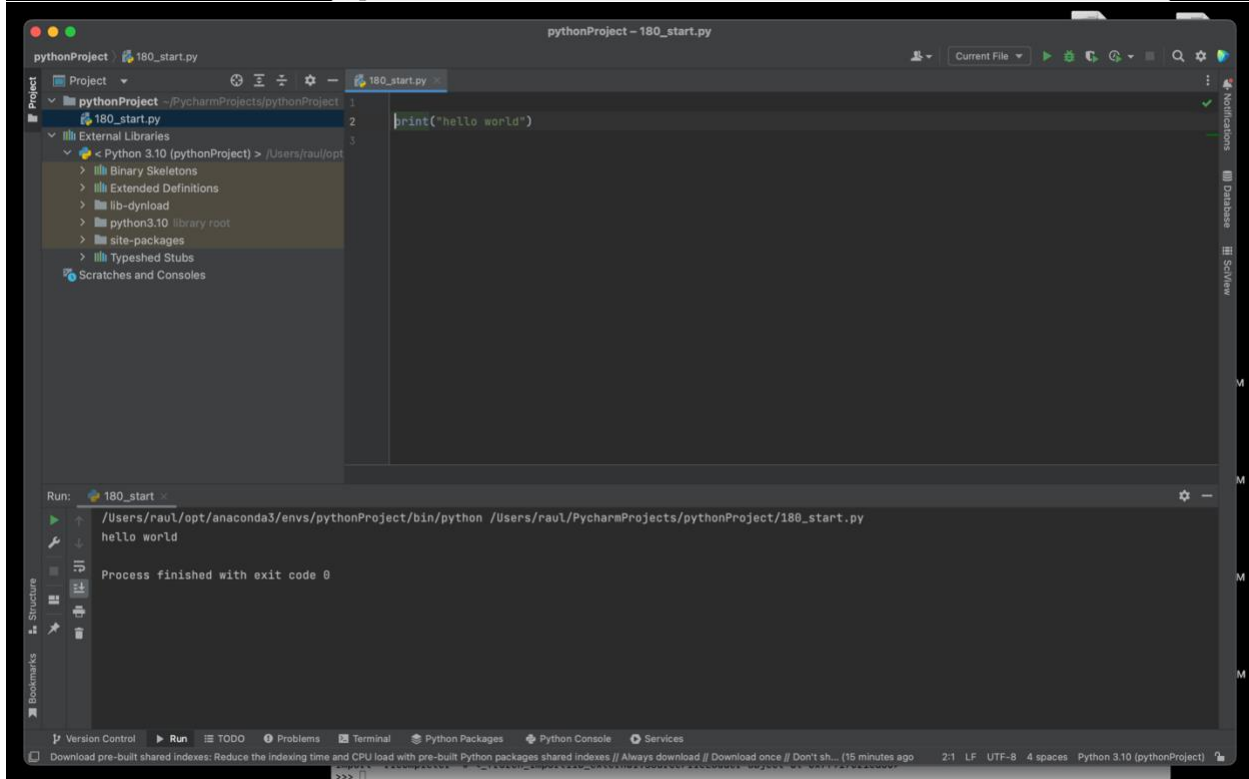 pythonProject – 180_start.py
pythonProject 180_start.py
Current File
Project
180_start.py
Project
pythonProject ~/PycharmProjects/pythonProject
180_start.py
External Libraries
< Python 3.10 (pythonProject) > /Users/raul/opt
Binary Skeletons
Extended Definitions
lib-dynload
python3.10 library root
site-packages
Typeshed Stubs
Scratches and Consoles
1
2 print("hello world")
3
Notifications
Database
SciView
M
M
M
M
Run: 180_start
/Users/raul/opt/anaconda3/envs/pythonProject/bin/python /Users/raul/PycharmProjects/pythonProject/180_start.py
hello world
Process finished with exit code 0
Structure
Bookmarks
Version Control Run TODO Problems Terminal Python Packages Python Console Services
Download pre-built shared indexes: Reduce the indexing time and CPU load with pre-built Python packages shared indexes // Always download // Download once // Don't sh... (15 minutes ago 2:1 LF UTF-8 4 spaces Python 3.10 (pythonProject)
>>>